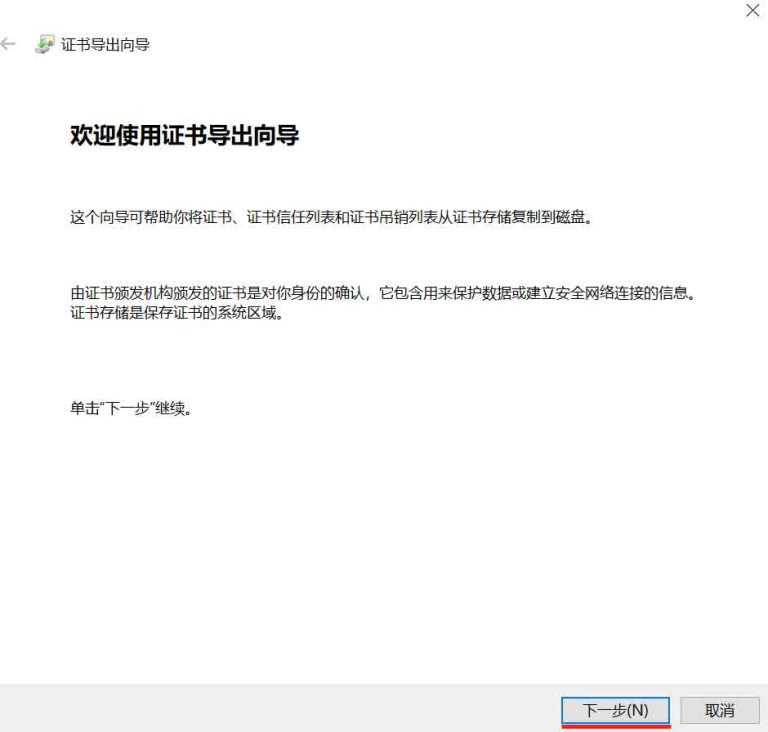 证书导出向导
欢迎使用证书导出向导
这个向导可帮助你将证书、证书信任列表和证书吊销列表从证书存储复制到磁盘。
由证书颁发机构颁发的证书是对你身份的确认，它包含用来保护数据或建立安全网络连接的信息。
证书存储是保存证书的系统区域。
单击“下一步”继续。
下一步(N)
取消